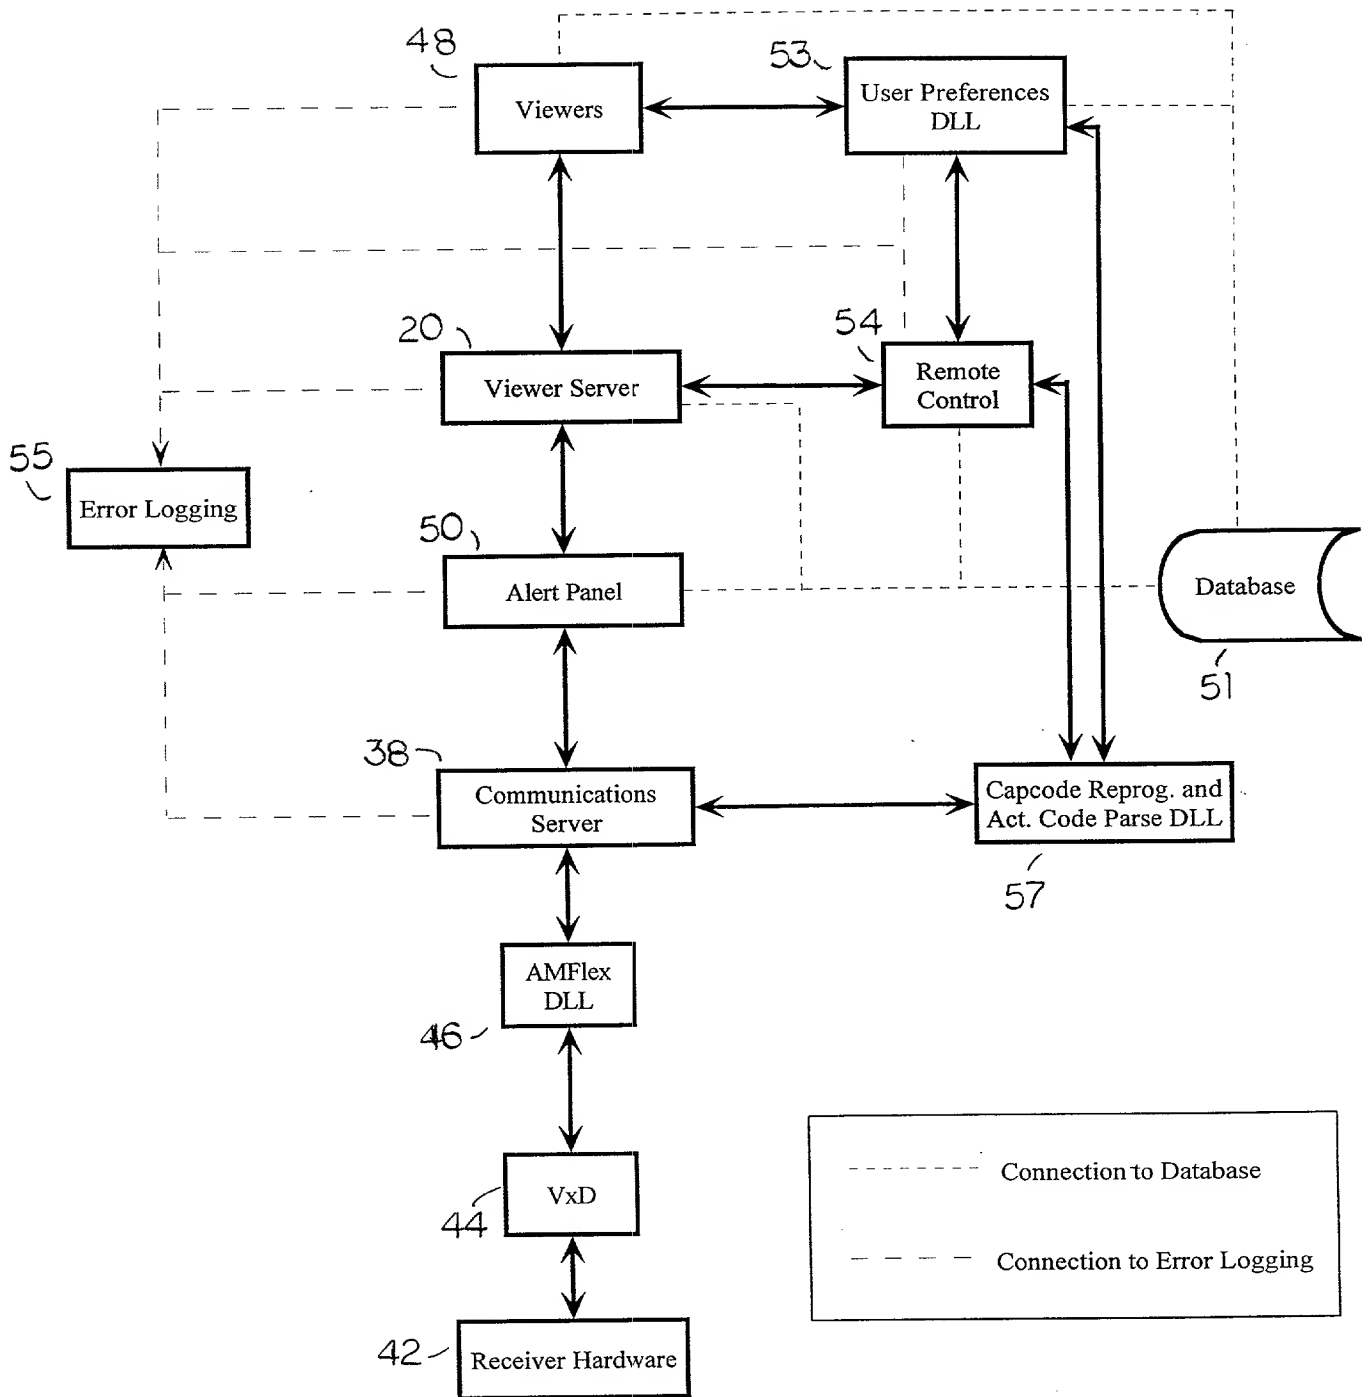 48
Viewers
53
User Preferences
DLL
20
Viewer Server
54
Remote
Control
55
Error Logging
50
Alert Panel
Database
51
38
Communications
Server
Capcode Reprog. and
Act. Code Parse DLL
57
AMFlex
DLL
46
VxD
44
Connection to Database
Connection to Error Logging
42
Receiver Hardware